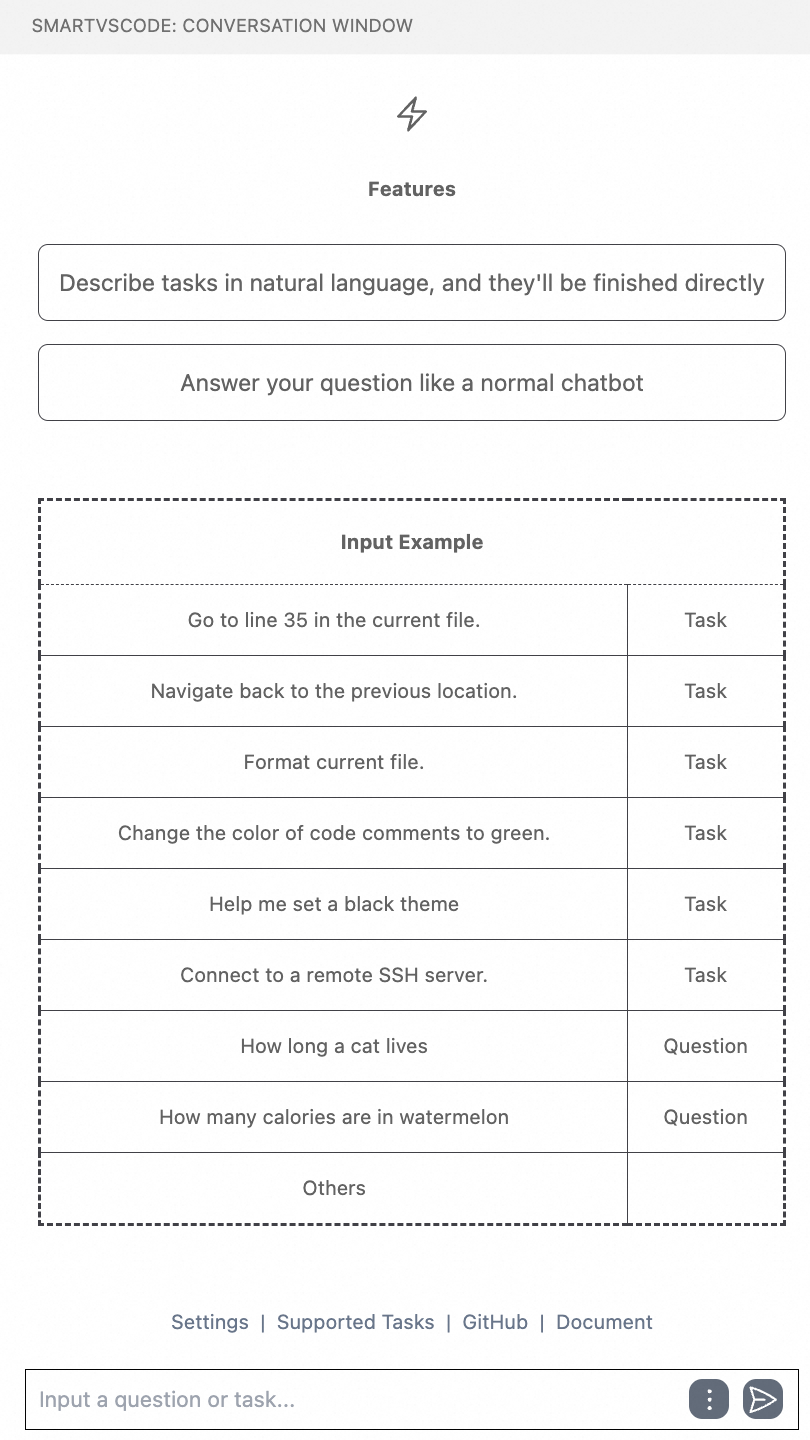 SMARTVSCODE: CONVERSATION WINDOW
Features
Describe tasks in natural language, and they'll be finished directly
Answer your question like a normal chatbot
Input Example
Go to line 35 in the current file. Task
Navigate back to the previous location. Task
Format current file. Task
Change the color of code comments to green. Task
Help me set a black theme Task
Connect to a remote SSH server. Task
How long a cat lives Question
How many calories are in watermelon Question
Others
Settings | Supported Tasks | GitHub | Document
Input a question or task...